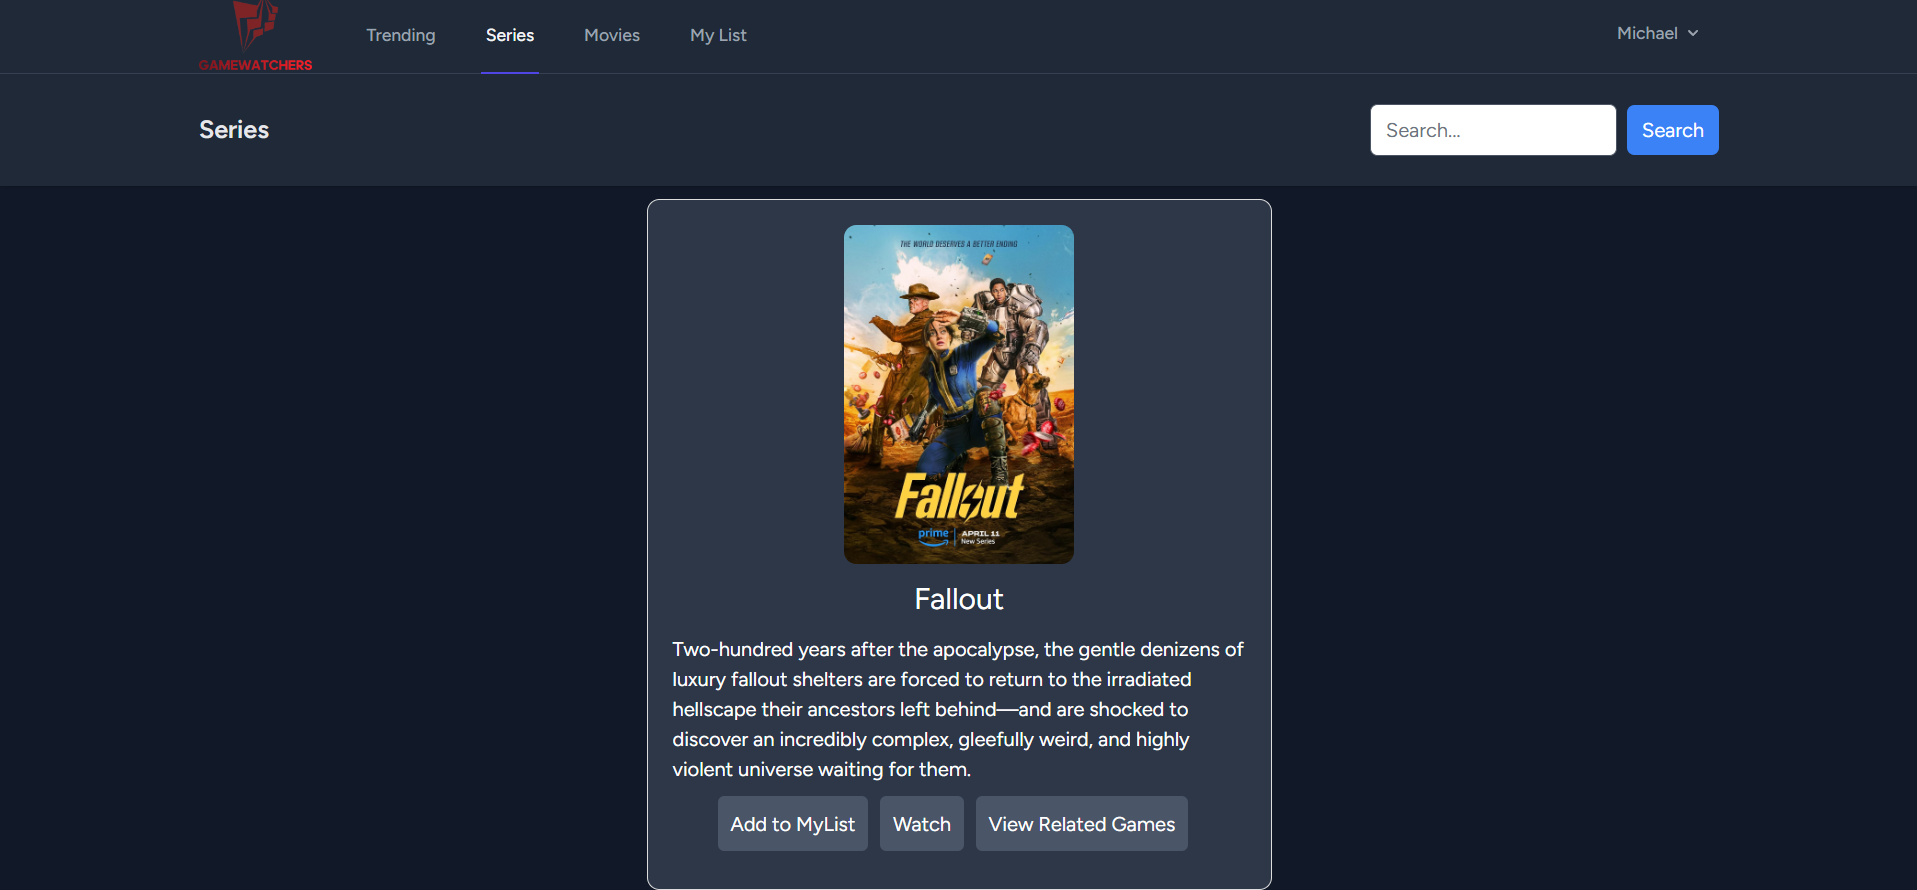 GAMEWATCHERS
Trending
Series
Movies
My List
Michael
Series
Search...
Search
THE WORLD DESERVES A BETTER ENDING
Fallout
prime
APRIL 11
New Series
Fallout
Two-hundred years after the apocalypse, the gentle denizens of
luxury fallout shelters are forced to return to the irradiated
hellscape their ancestors left behind—and are shocked to
discover an incredibly complex, gleefully weird, and highly
violent universe waiting for them.
Add to MyList
Watch
View Related Games